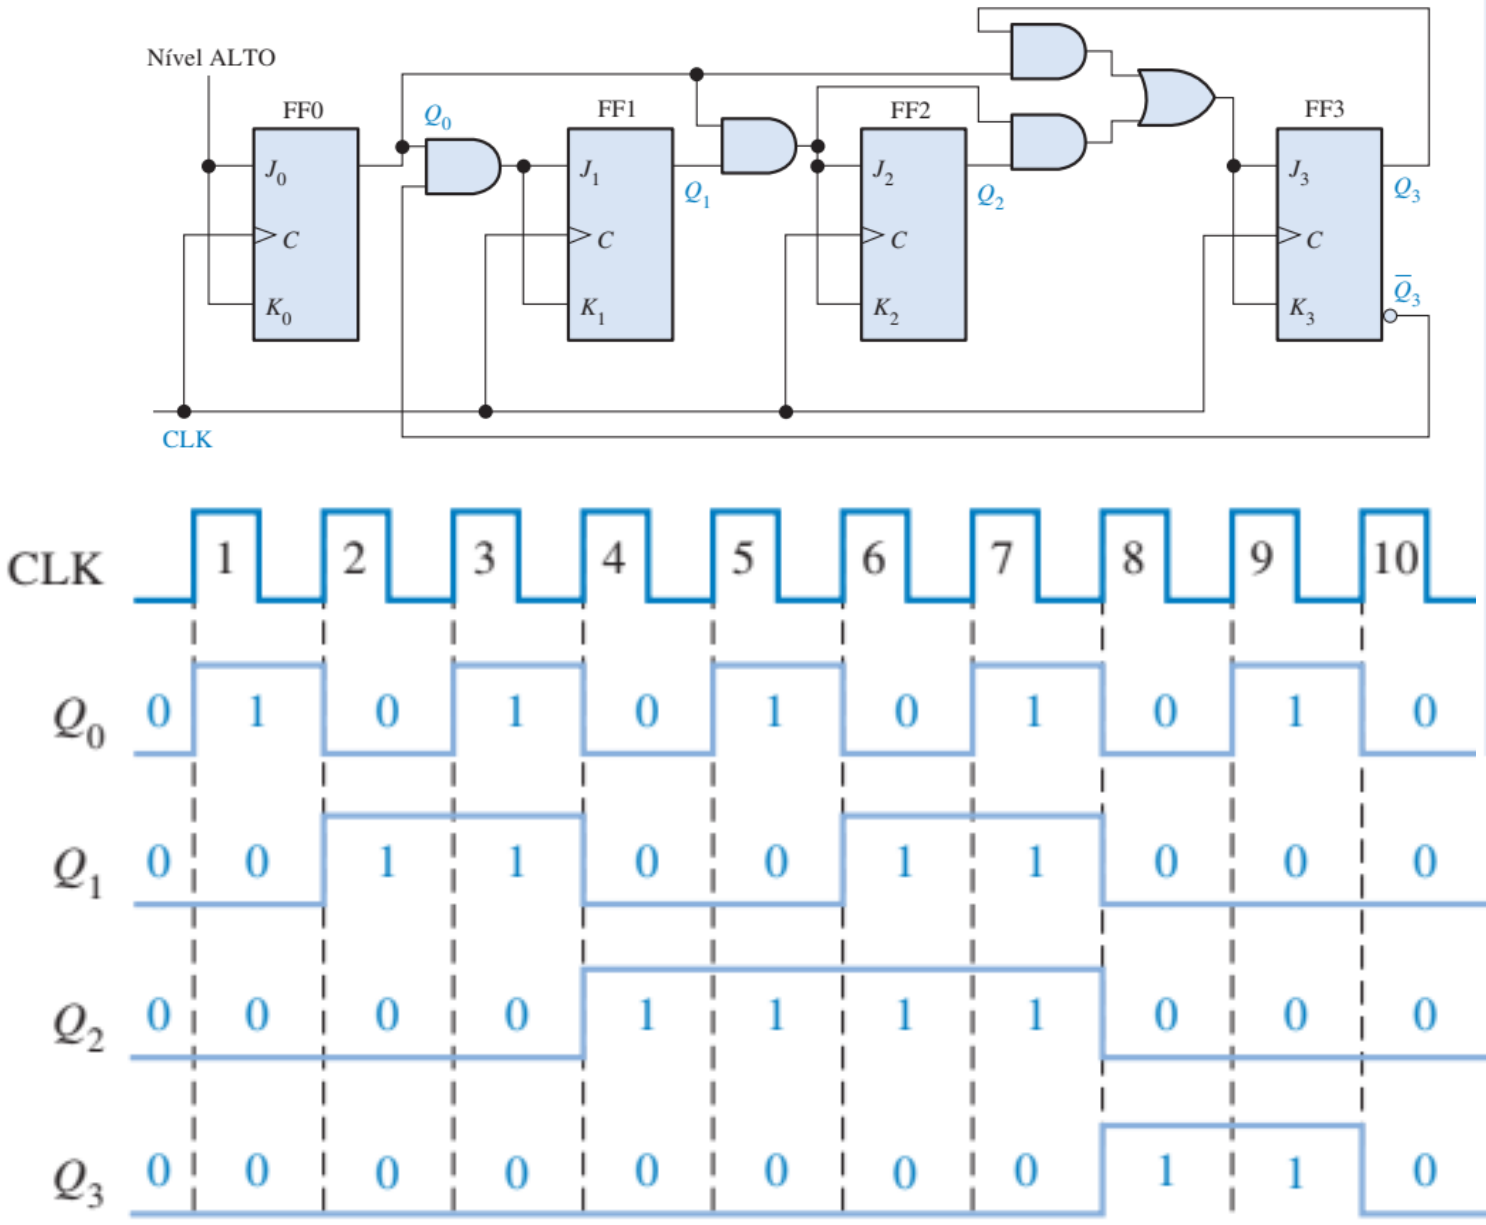 Nível ALTO
FF0 FF1 FF2 FF3
Q0
J0 J1 J2 J3
Q1 Q2 Q3
C C C C
K0 K1 K2 K3
Q̅3
CLK
CLK 1 2 3 4 5 6 7 8 9 10
Q0 0 1 0 1 0 1 0 1 0 1 0
Q1 0 0 1 1 0 0 1 1 0 0 0
Q2 0 0 0 0 1 1 1 1 0 0 0
Q3 0 0 0 0 0 0 0 0 1 1 0